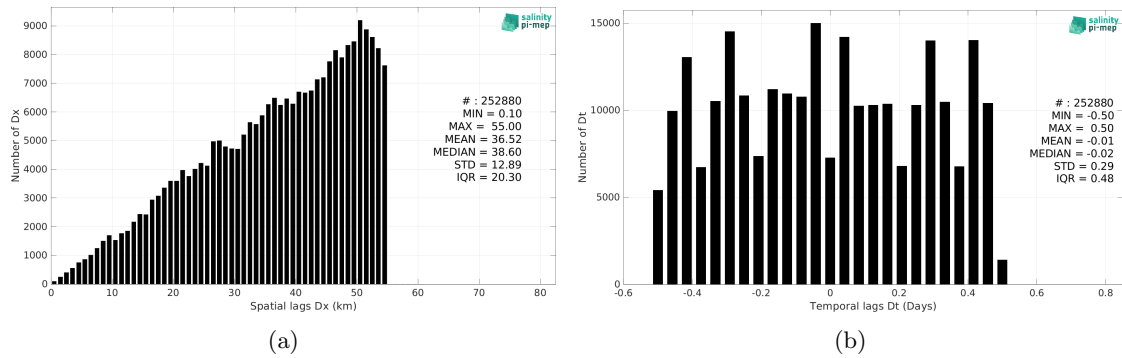 9000
8000
7000
6000
5000
4000
3000
2000
1000
0
Number of Dx
0 10 20 30 40 50 60 70 80
Spatial lags Dx (km)
salinity
pi-mep
# : 252880
MIN = 0.10
MAX = 55.00
MEAN = 36.52
MEDIAN = 38.60
STD = 12.89
IQR = 20.30
(a)
15000
10000
5000
0
Number of Dt
-0.6 -0.4 -0.2 0 0.2 0.4 0.6 0.8
Temporal lags Dt (Days)
salinity
pi-mep
# : 252880
MIN = -0.50
MAX = 0.50
MEAN = -0.01
MEDIAN = -0.02
STD = 0.29
IQR = 0.48
(b)